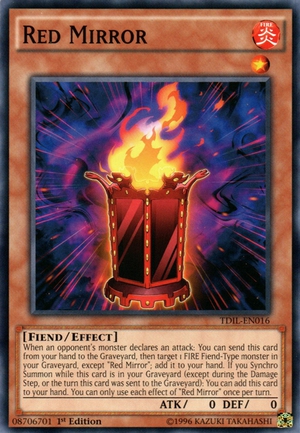 RED MIRROR
FIRE
炎
TDIL-EN016
[FIEND/EFFECT]
When an opponent's monster declares an attack: You can send this
card from your hand to the Graveyard, then target 1 FIRE Fiend-Type monster in
your Graveyard, except "Red Mirror"; add it to your hand. If you Synchro
Summon while this card is in your Graveyard (except during the Damage
Step, or the turn this card was sent to the Graveyard): You can add this card
to your hand. You can only use each effect of "Red Mirror" once per turn.
ATK/ 0 DEF/ 0
08706701 1st Edition ©1996 KAZUKI TAKAHASHI